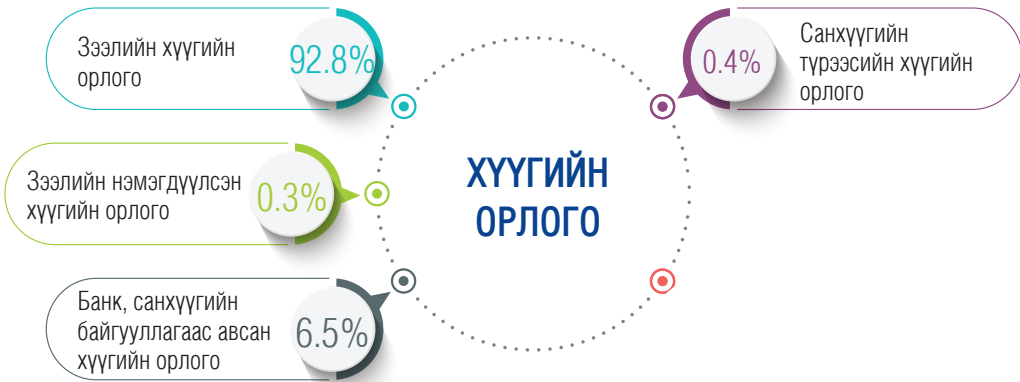 Зээлийн хүүгийн
орлого
92.8%
Зээлийн нэмэгдүүлсэн
хүүгийн орлого
0.3%
Банк, санхүүгийн
байгууллагаас авсан
хүүгийн орлого
6.5%
ХҮҮГИЙН
ОРЛОГО
0.4%
Санхүүгийн
түрээсийн хүүгийн
орлого